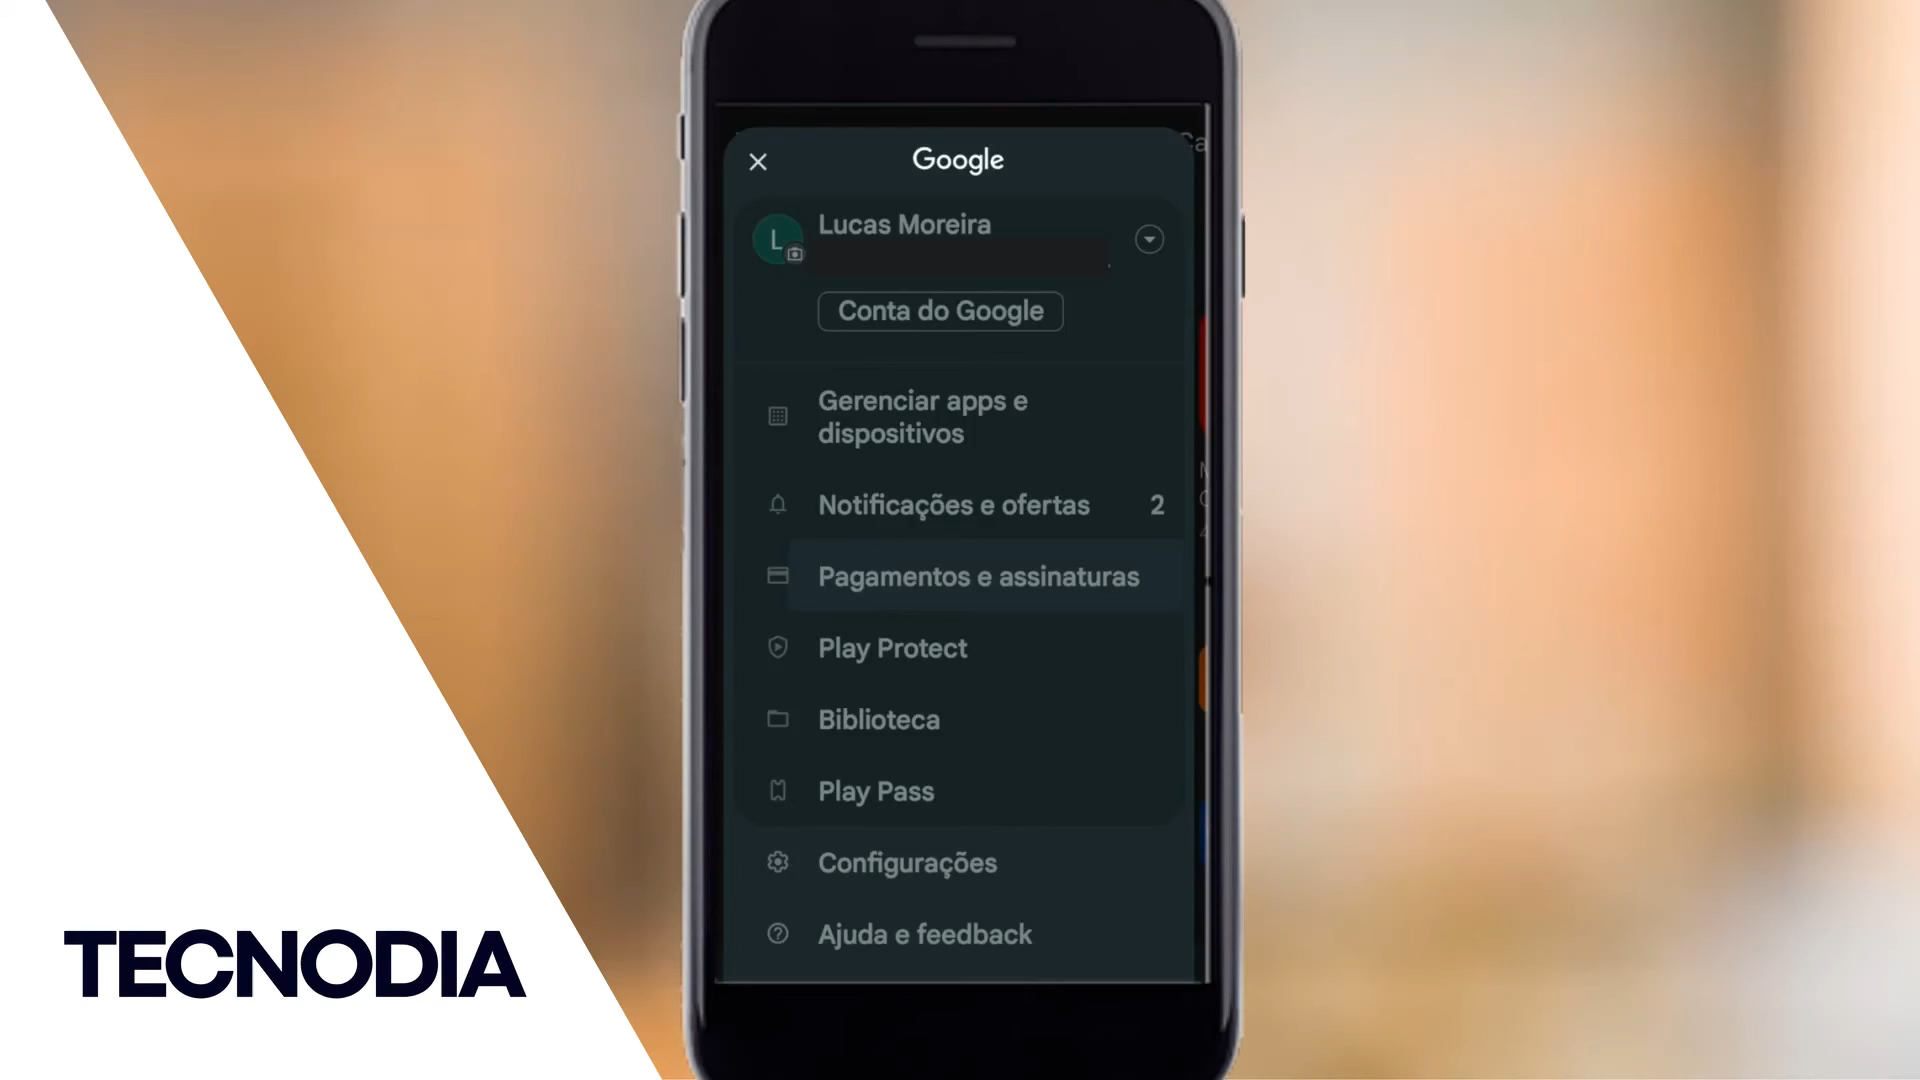 Google
Lucas Moreira
L
Conta do Google
Gerenciar apps e
dispositivos
Notificações e ofertas 2
Pagamentos e assinaturas
Play Protect
Biblioteca
Play Pass
Configurações
Ajuda e feedback
TECNODIA